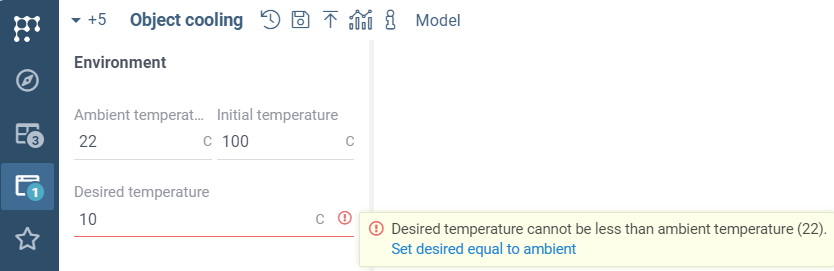 +5 Object cooling Model
Environment
Ambient temperat... Initial temperature
22 C 100 C
Desired temperature
10 C
3
1
Desired temperature cannot be less than ambient temperature (22).
Set desired equal to ambient